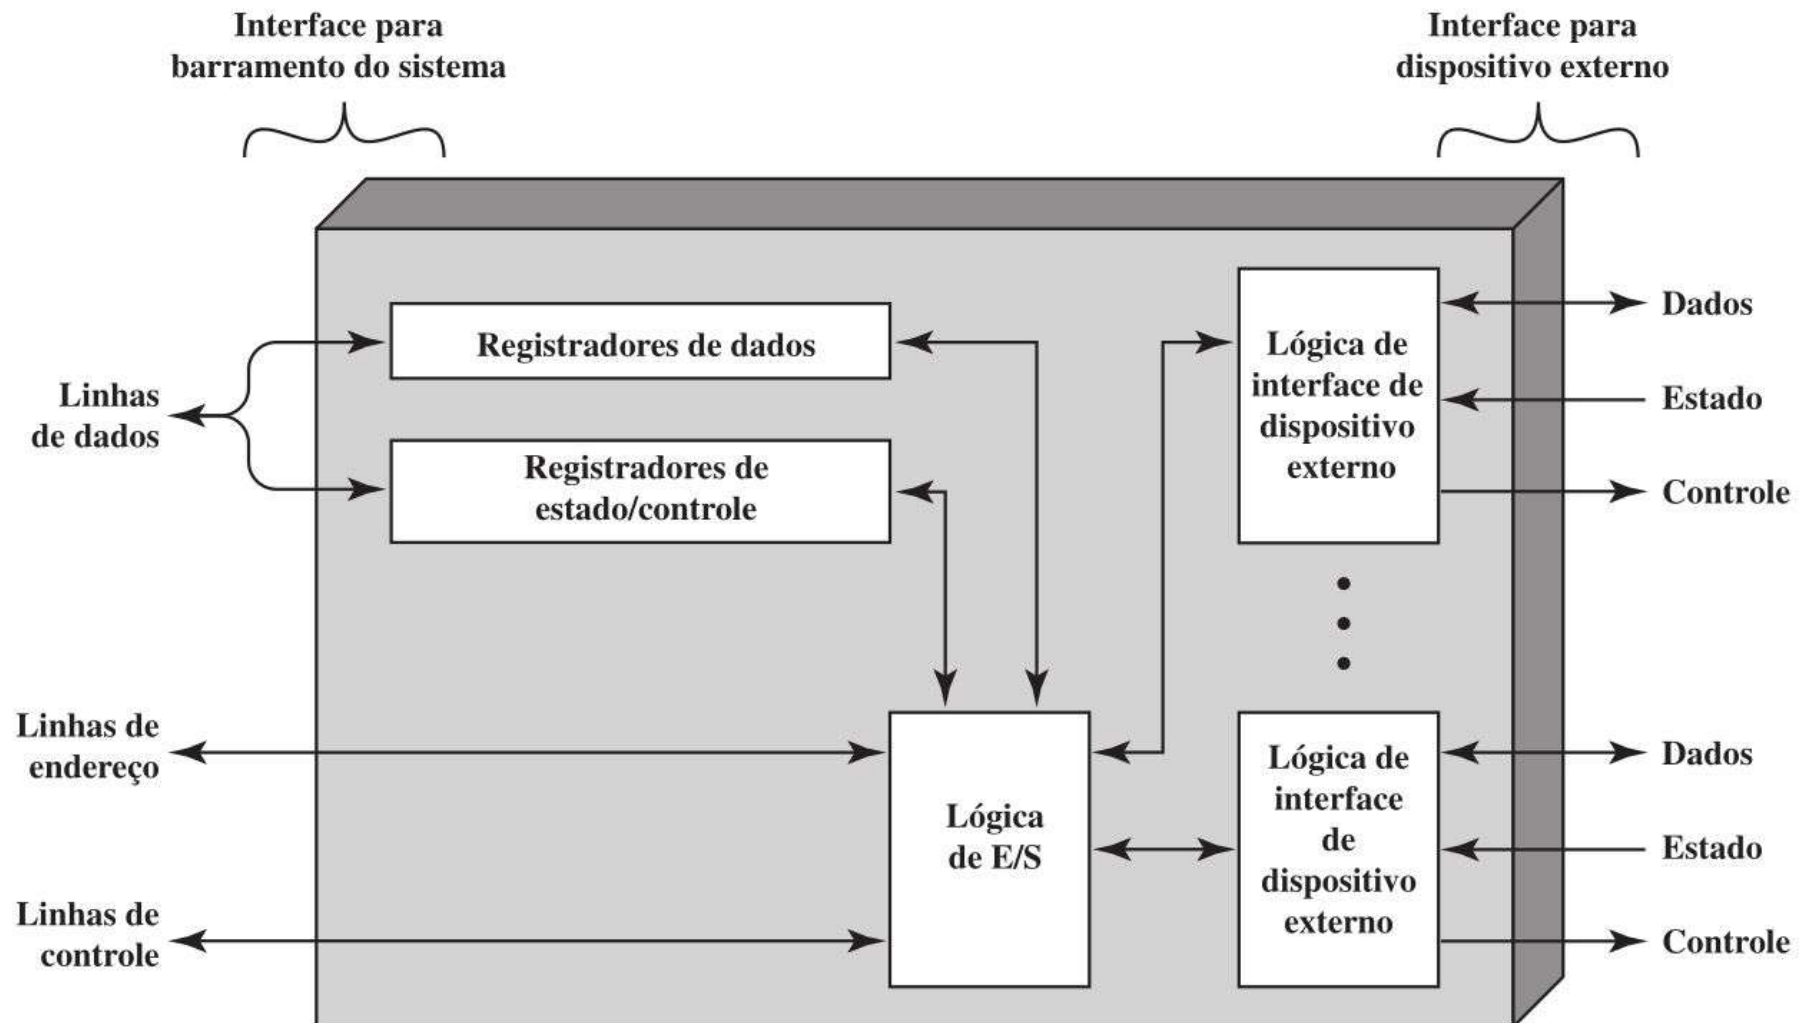 Interface para
barramento do sistema
Interface para
dispositivo externo
Registradores de dados
Linhas
de dados
Registradores de
estado/controle
Lógica de
interface de
dispositivo
externo
Dados
Estado
Controle
Linhas de
endereço
Lógica
de E/S
Linhas de
controle
Lógica de
interface
de
dispositivo
externo
Dados
Estado
Controle